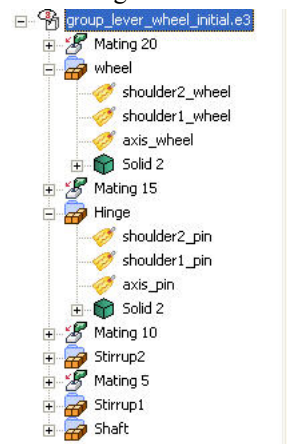 group_lever_wheel_initial.e3
Mating 20
wheel
shoulder2_wheel
shoulder1_wheel
axis_wheel
Solid 2
Mating 15
Hinge
shoulder2_pin
shoulder1_pin
axis_pin
Solid 2
Mating 10
Stirrup2
Mating 5
Stirrup1
Shaft